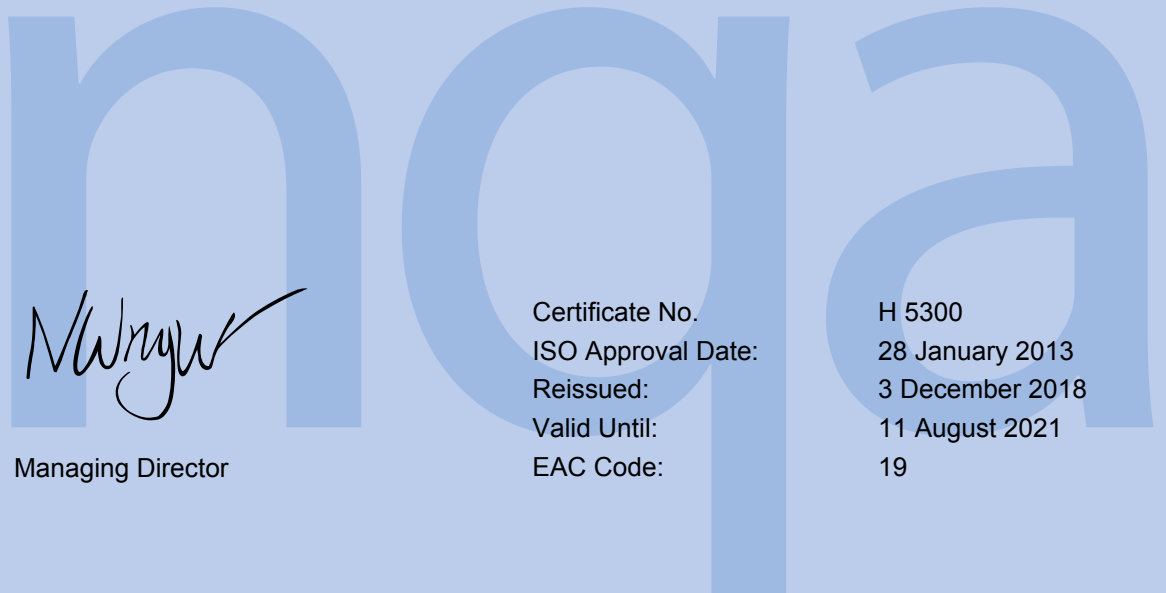 nqa
Certificate No. H 5300
ISO Approval Date: 28 January 2013
Reissued: 3 December 2018
Valid Until: 11 August 2021
Managing Director EAC Code: 19